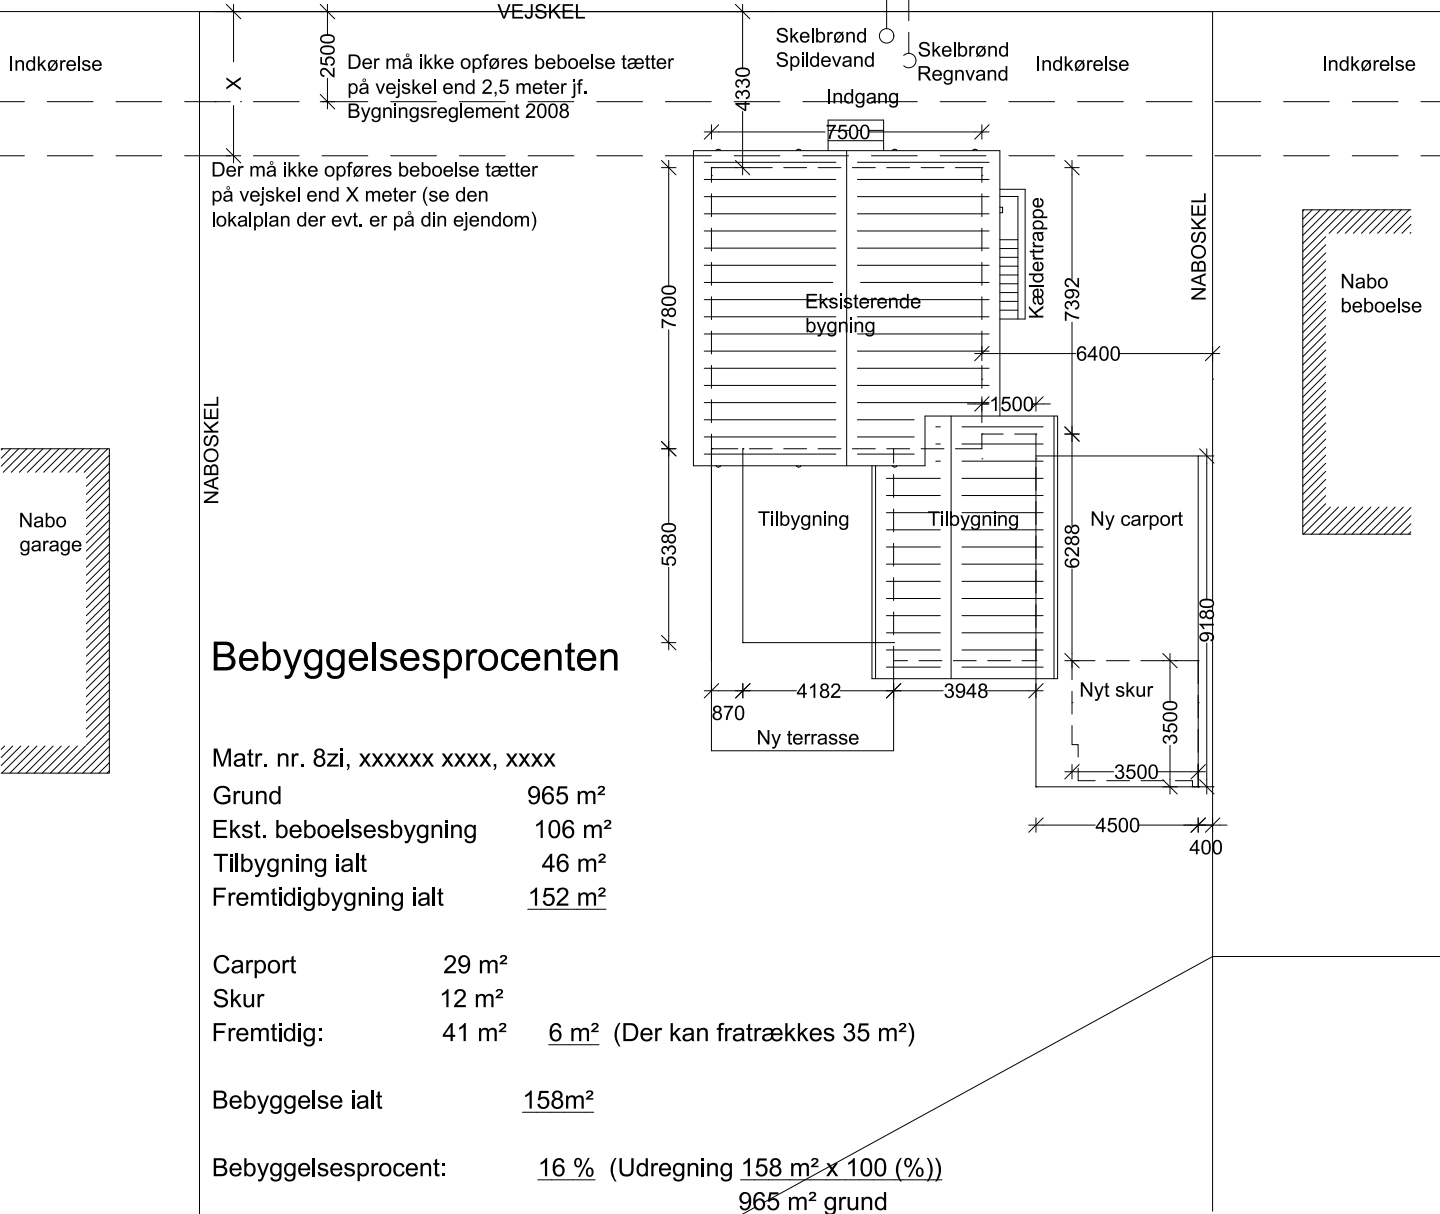 VEJSKEL
Indkørelse
X
2500
Der må ikke opføres beboelse tætter
på vejskel end 2,5 meter jf.
Bygningsreglement 2008
4330
Skelbrønd
Spildevand
Skelbrønd
Regnvand
Indkørelse
Indkørelse
Indgang
7500
Der må ikke opføres beboelse tætter
på vejskel end X meter (se den
lokalplan der evt. er på din ejendom)
7800
Eksisterende
bygning
Kældertrappe
7392
NABOSKEL
Nabo
beboelse
6400
1500
NABOSKEL
Nabo
garage
5380
Tilbygning
Tilbygning
6288
Ny carport
9180
4182
3948
870
Ny terrasse
Nyt skur
3500
3500
4500
400
Bebyggelsesprocenten
Matr. nr. 8zi, xxxxxx xxxx, xxxx
Grund 965 m²
Ekst. beboelsesbygning 106 m²
Tilbygning ialt 46 m²
Fremtidigbygning ialt 152 m²
Carport 29 m²
Skur 12 m²
Fremtidig: 41 m² 6 m² (Der kan fratrækkes 35 m²)
Bebyggelse ialt 158m²
Bebyggelsesprocent: 16 % (Udregning 158 m² x 100 (%))
965 m² grund